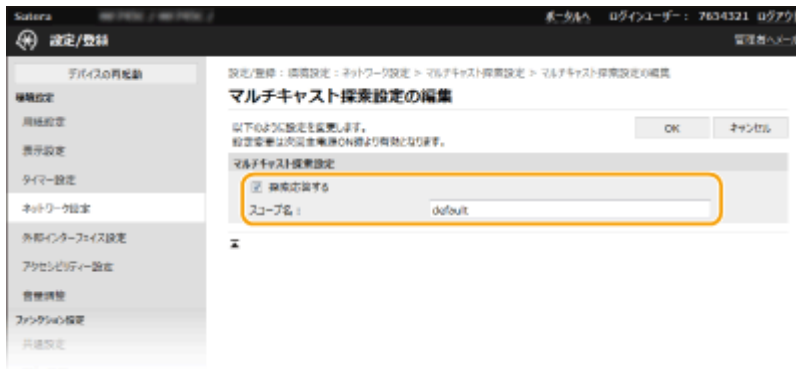 Satera
ポータルへ ログインユーザー: 7654321 ログアウ
設定/登録
管理者へメール
デバイスの再起動
環境設定
用紙設定
表示設定
タイマー設定
ネットワーク設定
外部インターフェイス設定
アクセシビリティー設定
音量調整
ファンクション設定
共通設定
設定/登録 : 環境設定 : ネットワーク設定 > マルチキャスト探索設定 > マルチキャスト探索設定の編集
マルチキャスト探索設定の編集
以下のように設定を変更します。
設定変更は次回主電源ON時より有効となります。
OK キャンセル
マルチキャスト探索設定
探索応答する
スコープ名 : default